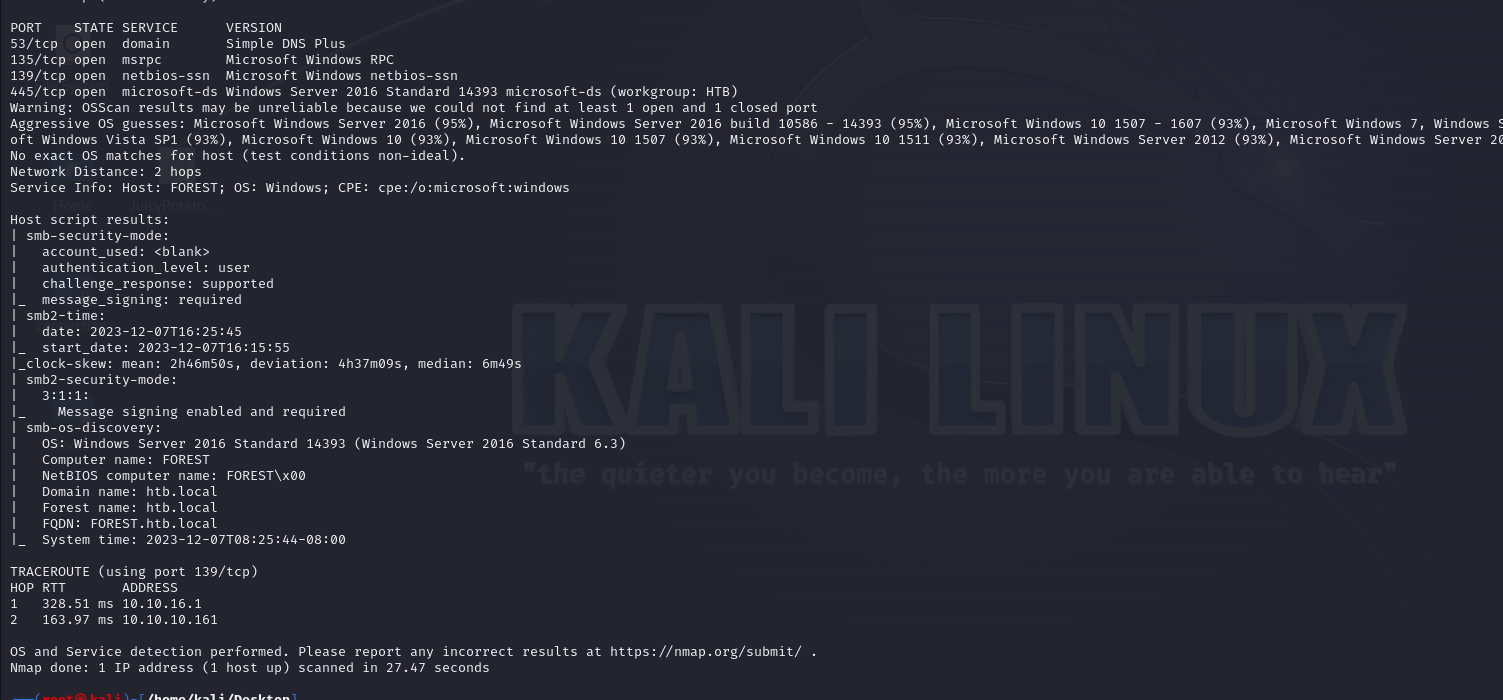 PORT    STATE SERVICE      VERSION
53/tcp  open  domain       Simple DNS Plus
135/tcp open  msrpc        Microsoft Windows RPC
139/tcp open  netbios-ssn  Microsoft Windows netbios-ssn
445/tcp open  microsoft-ds Windows Server 2016 Standard 14393 microsoft-ds (workgroup: HTB)
Warning: OSScan results may be unreliable because we could not find at least 1 open and 1 closed port
Aggressive OS guesses: Microsoft Windows Server 2016 (95%), Microsoft Windows Server 2016 build 10586 - 14393 (95%), Microsoft Windows 10 1507 - 1607 (93%), Microsoft Windows 7, Windows S
oft Windows Vista SP1 (93%), Microsoft Windows 10 (93%), Microsoft Windows 10 1507 (93%), Microsoft Windows 10 1511 (93%), Microsoft Windows Server 2012 (93%), Microsoft Windows Server 20
No exact OS matches for host (test conditions non-ideal).
Network Distance: 2 hops
Service Info: Host: FOREST; OS: Windows; CPE: cpe:/o:microsoft:windows
Home JuicyPotato...
Host script results:
| smb-security-mode:
|   account_used: <blank>
|   authentication_level: user
|   challenge_response: supported
|_  message_signing: required
| smb2-time:
|   date: 2023-12-07T16:25:45
|_  start_date: 2023-12-07T16:15:55
|_clock-skew: mean: 2h46m50s, deviation: 4h37m09s, median: 6m49s
| smb2-security-mode:
|   3:1:1:
|_    Message signing enabled and required
| smb-os-discovery:
|   OS: Windows Server 2016 Standard 14393 (Windows Server 2016 Standard 6.3)
|   Computer name: FOREST
|   NetBIOS computer name: FOREST\x00
|   Domain name: htb.local
|   Forest name: htb.local
|   FQDN: FOREST.htb.local
|_  System time: 2023-12-07T08:25:44-08:00
KALI LINUX
"the quieter you become, the more you are able to hear"
TRACEROUTE (using port 139/tcp)
HOP RTT       ADDRESS
1   328.51 ms 10.10.16.1
2   163.97 ms 10.10.10.161
OS and Service detection performed. Please report any incorrect results at https://nmap.org/submit/ .
Nmap done: 1 IP address (1 host up) scanned in 27.47 seconds
(root㉿kali)-[/home/kali/Desktop]